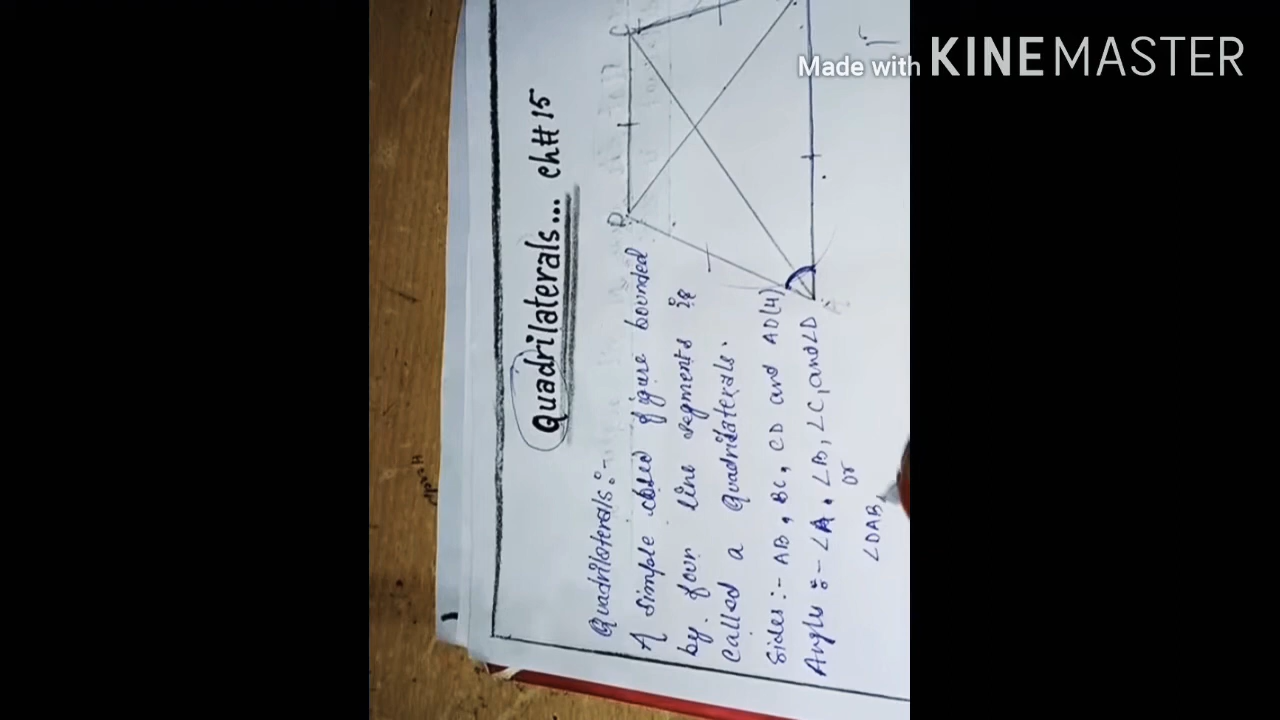 Made with KINEMASTER
Quadrilaterals... ch#15
Quadrilaterals:-
A simple closed figure bounded
by four line segments is
called a Quadrilaterals.
Sides:- AB, BC, CD and AD(4)
Angle :- ∠A, ∠B, ∠C, and ∠D
or
∠DAB,
D
C
A